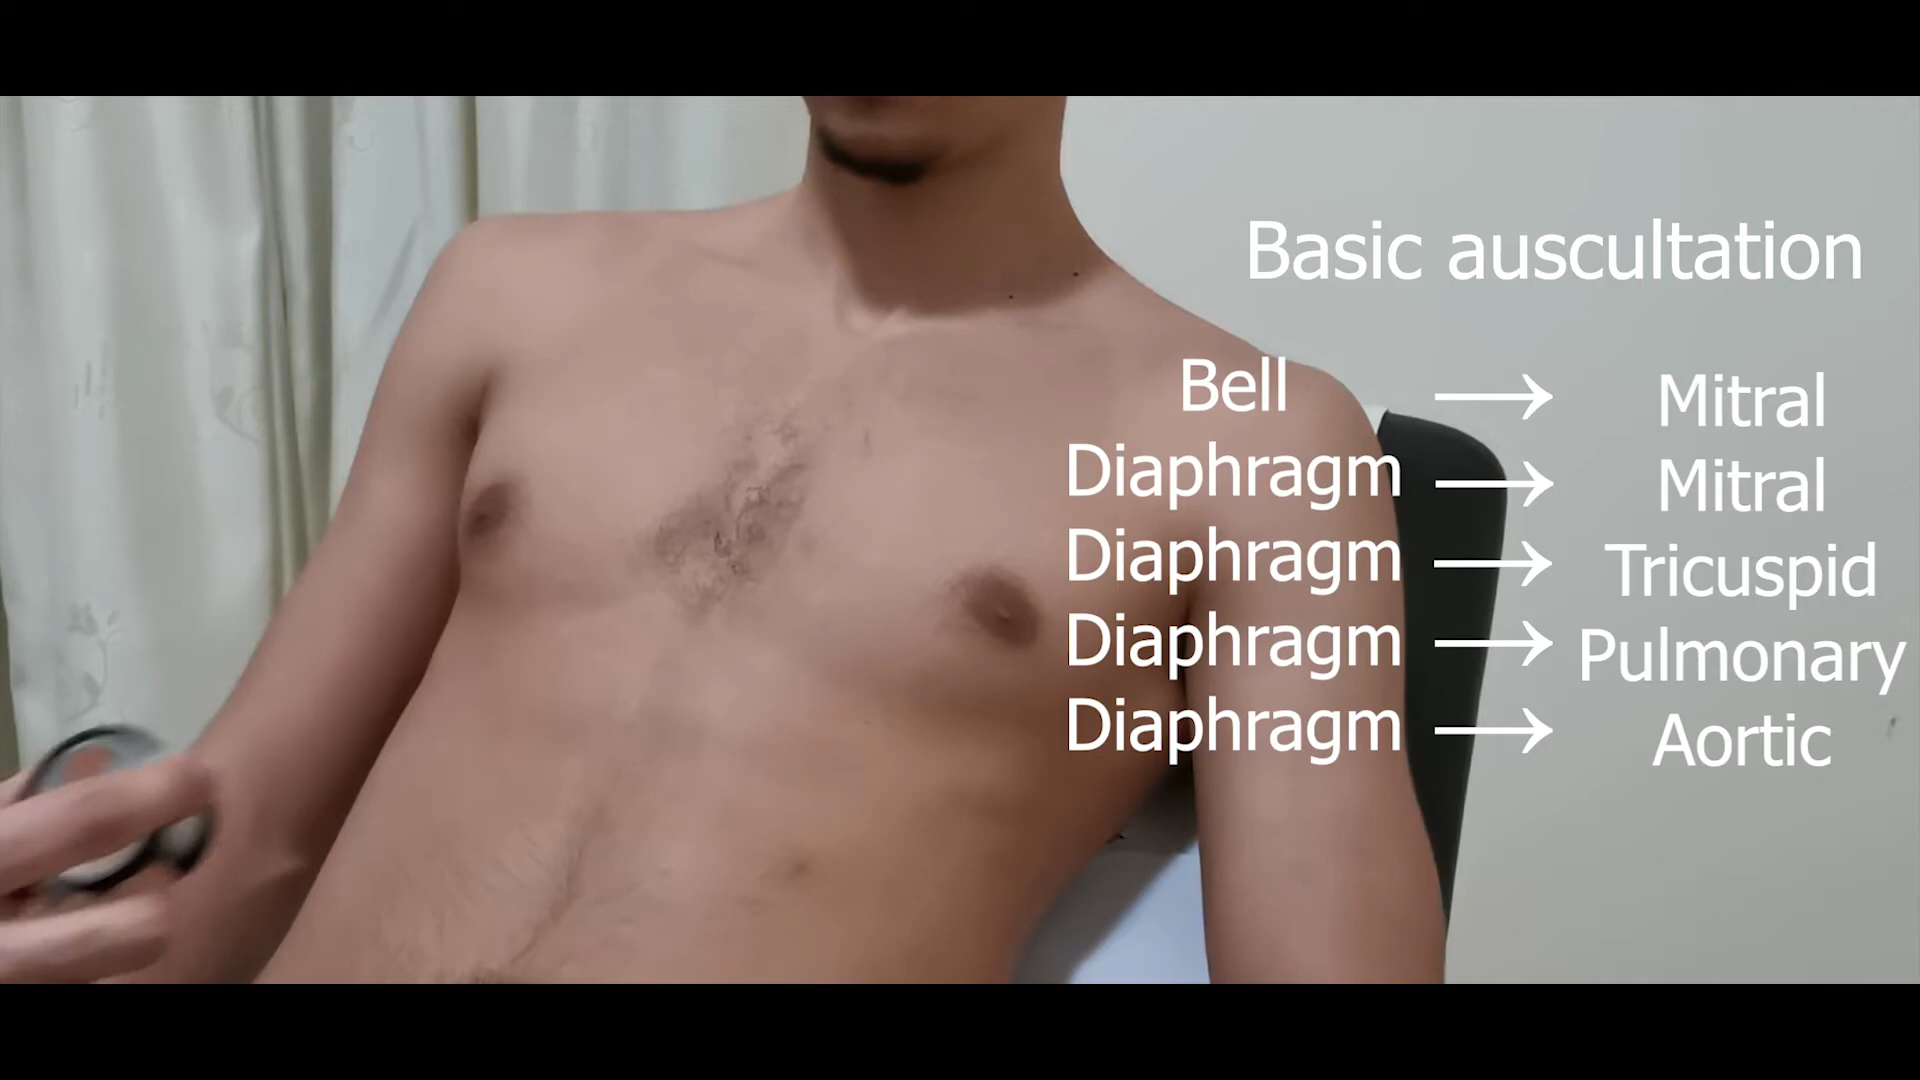 Basic auscultation
Bell → Mitral
Diaphragm → Mitral
Diaphragm → Tricuspid
Diaphragm → Pulmonary
Diaphragm → Aortic